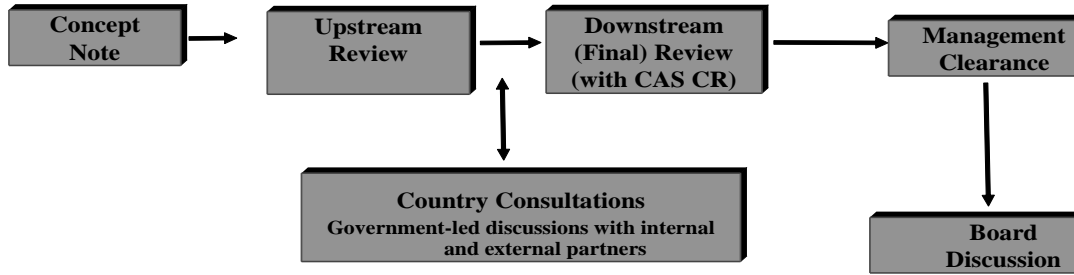 Concept
Note
Upstream
Review
Downstream
(Final) Review
(with CAS CR)
Management
Clearance
Country Consultations
Government-led discussions with internal
and external partners
Board
Discussion